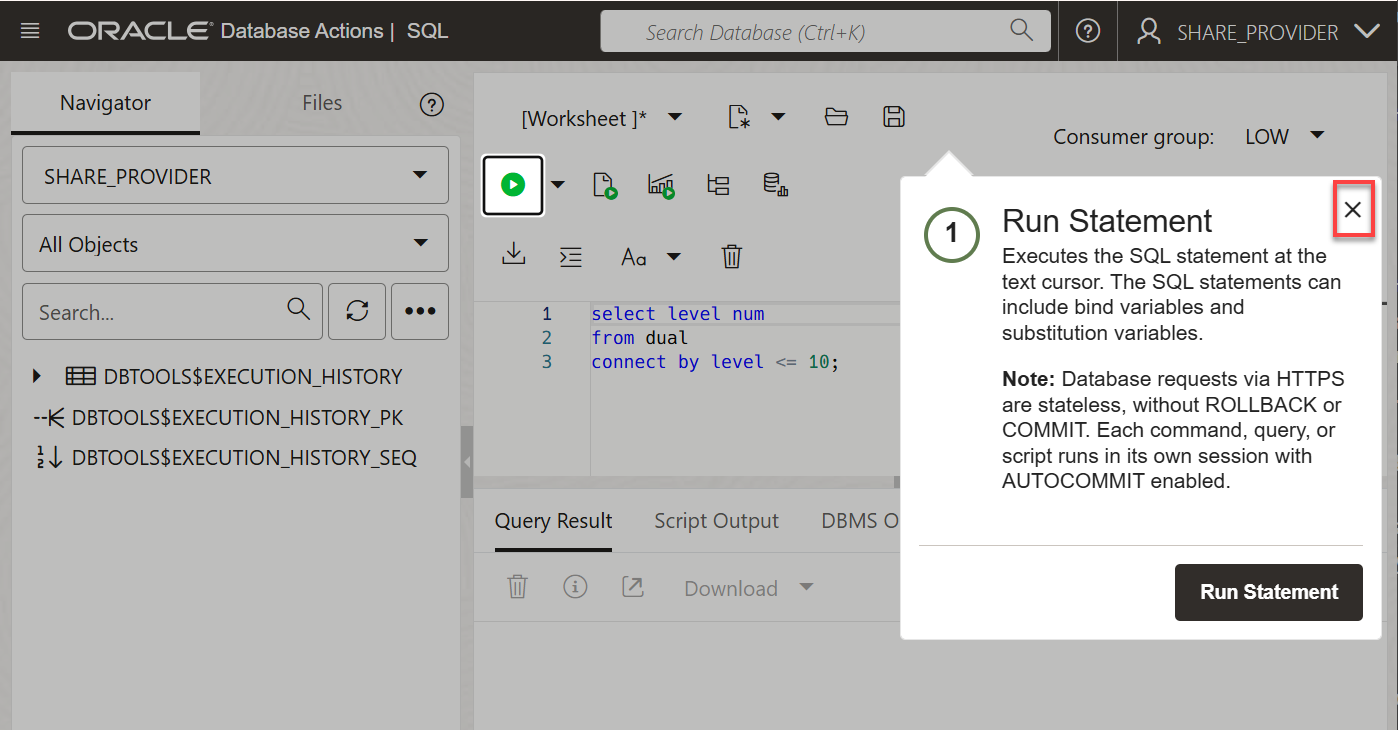 ORACLE Database Actions | SQL
Search Database (Ctrl+K)
?
SHARE_PROVIDER
Navigator
Files
?
SHARE_PROVIDER
All Objects
Search...
DBTOOLS$EXECUTION_HISTORY
DBTOOLS$EXECUTION_HISTORY_PK
DBTOOLS$EXECUTION_HISTORY_SEQ
[Worksheet ]*
Consumer group: LOW
Aa
1 select level num
2 from dual
3 connect by level <= 10;
Query Result
Script Output
DBMS O
Download
1
Run Statement
Executes the SQL statement at the
text cursor. The SQL statements can
include bind variables and
substitution variables.
Note: Database requests via HTTPS
are stateless, without ROLLBACK or
COMMIT. Each command, query, or
script runs in its own session with
AUTOCOMMIT enabled.
Run Statement